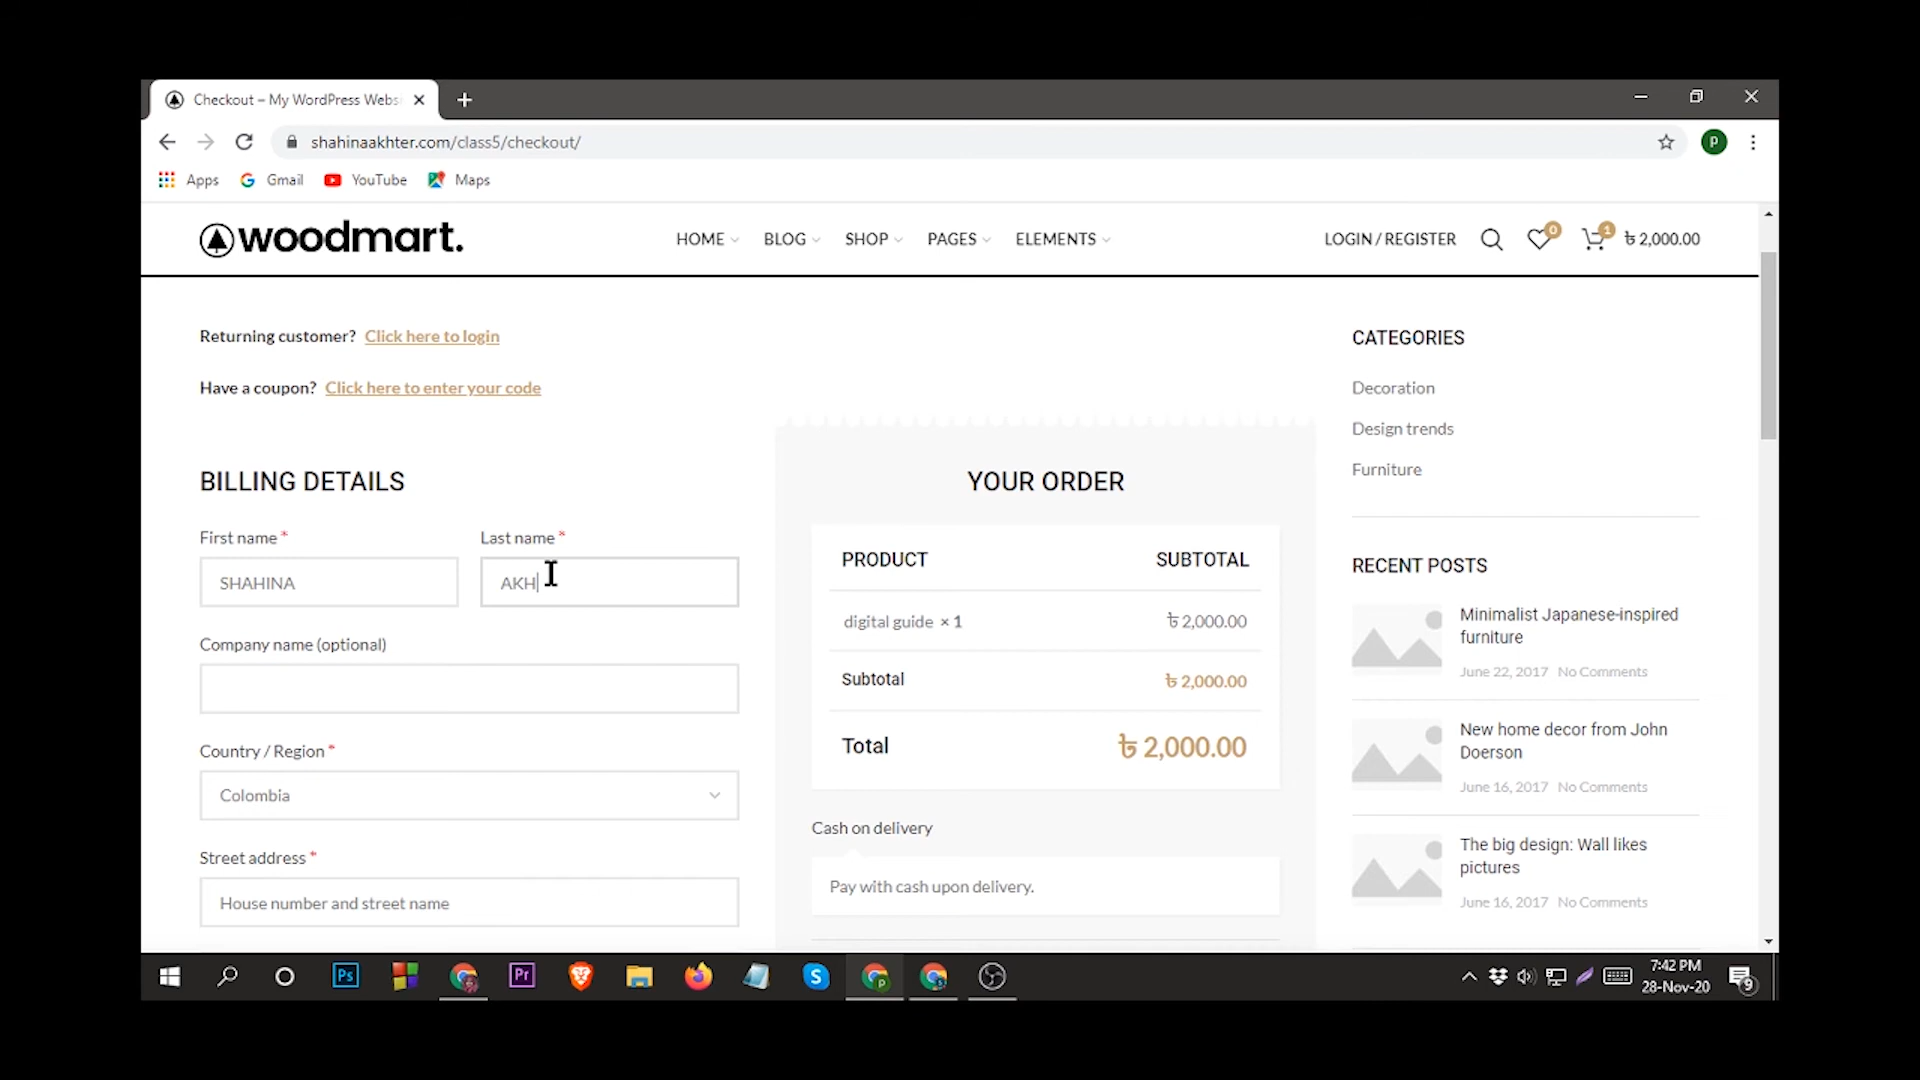 Checkout – My WordPress Webs
shahinaakhter.com/class5/checkout/
P
Apps
Gmail
YouTube
Maps
woodmart.
HOME
BLOG
SHOP
PAGES
ELEMENTS
LOGIN / REGISTER
0
1
৳ 2,000.00
Returning customer? Click here to login
Have a coupon? Click here to enter your code
BILLING DETAILS
First name *
Last name *
SHAHINA
AKH
Company name (optional)
Country / Region *
Colombia
Street address *
House number and street name
YOUR ORDER
PRODUCT SUBTOTAL
digital guide × 1 ৳ 2,000.00
Subtotal ৳ 2,000.00
Total ৳ 2,000.00
Cash on delivery
Pay with cash upon delivery.
CATEGORIES
Decoration
Design trends
Furniture
RECENT POSTS
Minimalist Japanese-inspired
furniture
June 22, 2017 No Comments
New home decor from John
Doerson
June 16, 2017 No Comments
The big design: Wall likes
pictures
June 16, 2017 No Comments
Ps
Pr
S
P
7:42 PM
28-Nov-20
9